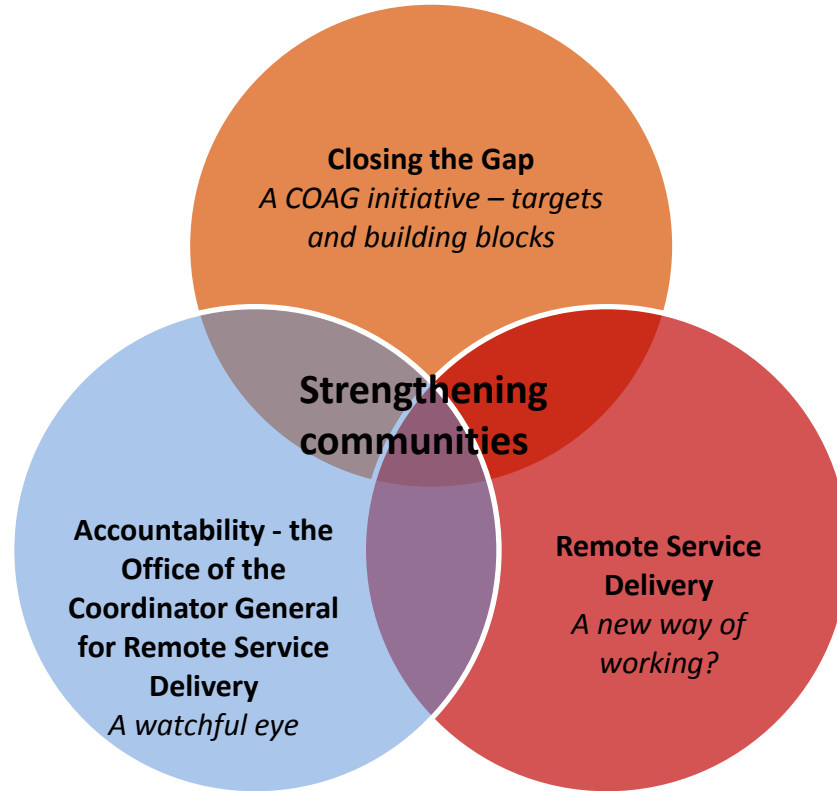 Closing the Gap
A COAG initiative – targets
and building blocks
Strengthening
communities
Accountability - the
Office of the
Coordinator General
for Remote Service
Delivery
A watchful eye
Remote Service
Delivery
A new way of
working?